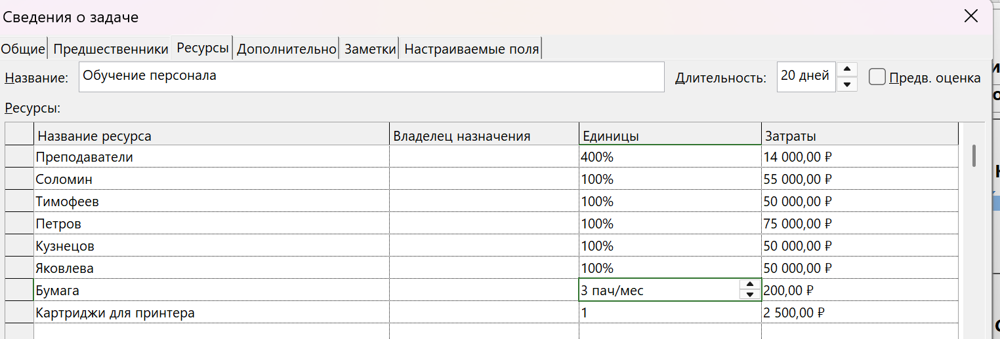 Сведения о задаче
Общие Предшественники Ресурсы Дополнительно Заметки Настраиваемые поля
Название: Обучение персонала Длительность: 20 дней Предв. оценка
Ресурсы:
Название ресурса Владелец назначения Единицы Затраты
Преподаватели 400% 14 000,00 ₽
Соломин 100% 55 000,00 ₽
Тимофеев 100% 50 000,00 ₽
Петров 100% 75 000,00 ₽
Кузнецов 100% 50 000,00 ₽
Яковлева 100% 50 000,00 ₽
Бумага 3 пач/мес 200,00 ₽
Картриджи для принтера 1 2 500,00 ₽